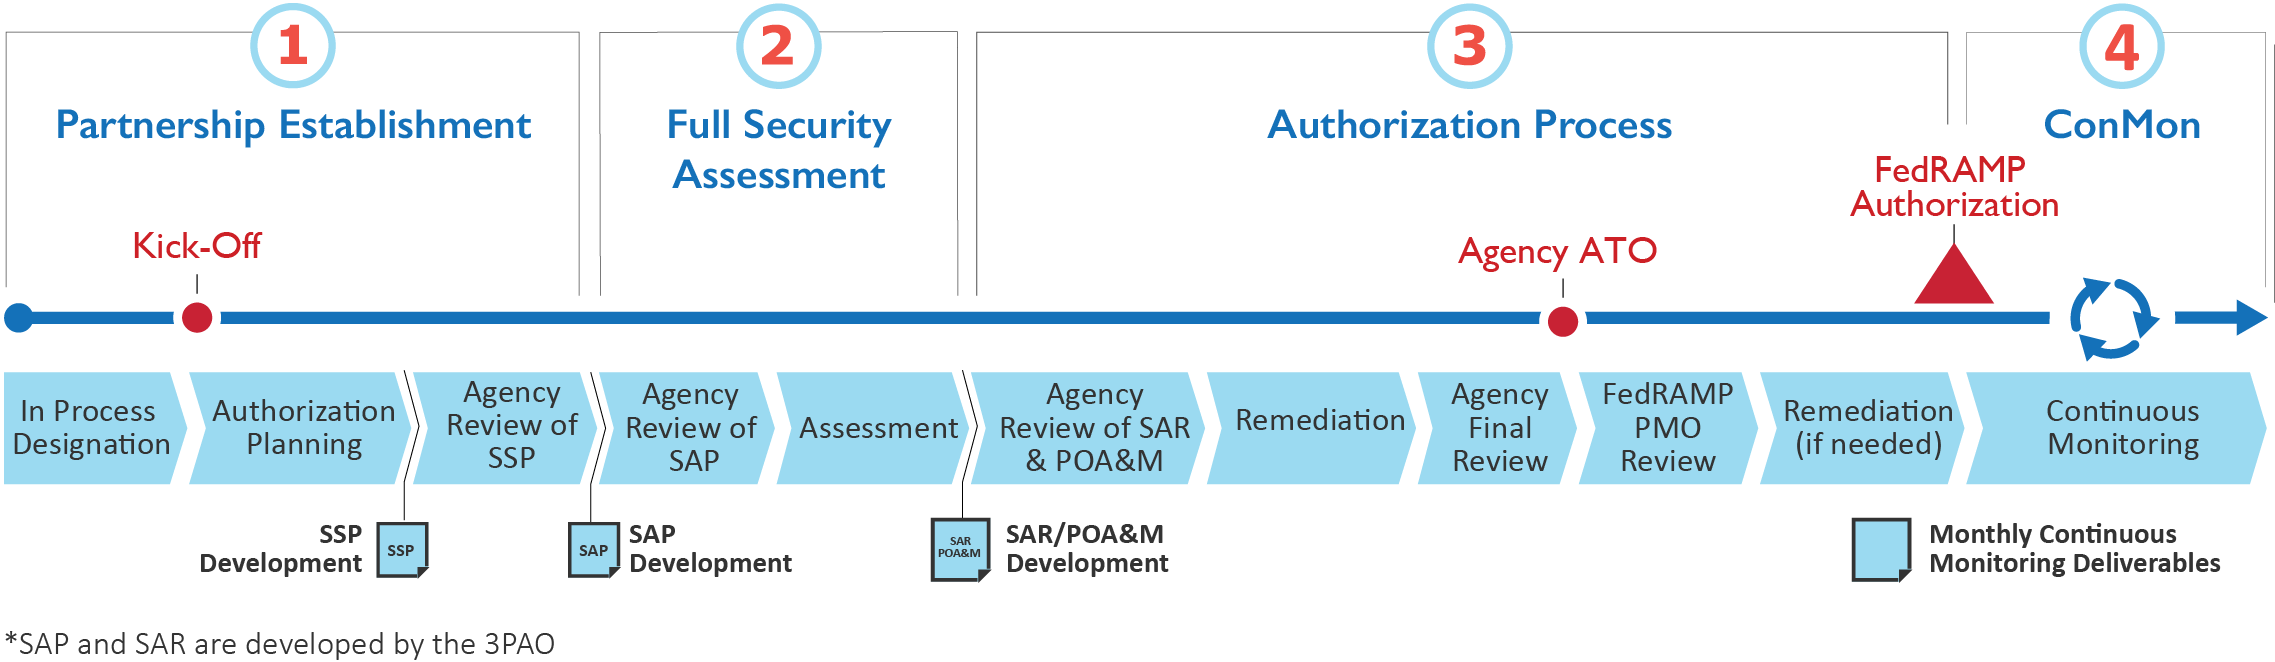 1
Partnership Establishment
2
Full Security
Assessment
3
Authorization Process
4
ConMon
Kick-Off
Agency ATO
FedRAMP
Authorization
In Process
Designation
Authorization
Planning
Agency
Review of
SSP
Agency
Review of
SAP
Assessment
Agency
Review of SAR
& POA&M
Remediation
Agency
Final
Review
FedRAMP
PMO
Review
Remediation
(if needed)
Continuous
Monitoring
SSP
Development
SSP
SAP
SAP
Development
SAR
POA&M
SAR/POA&M
Development
Monthly Continuous
Monitoring Deliverables
*SAP and SAR are developed by the 3PAO